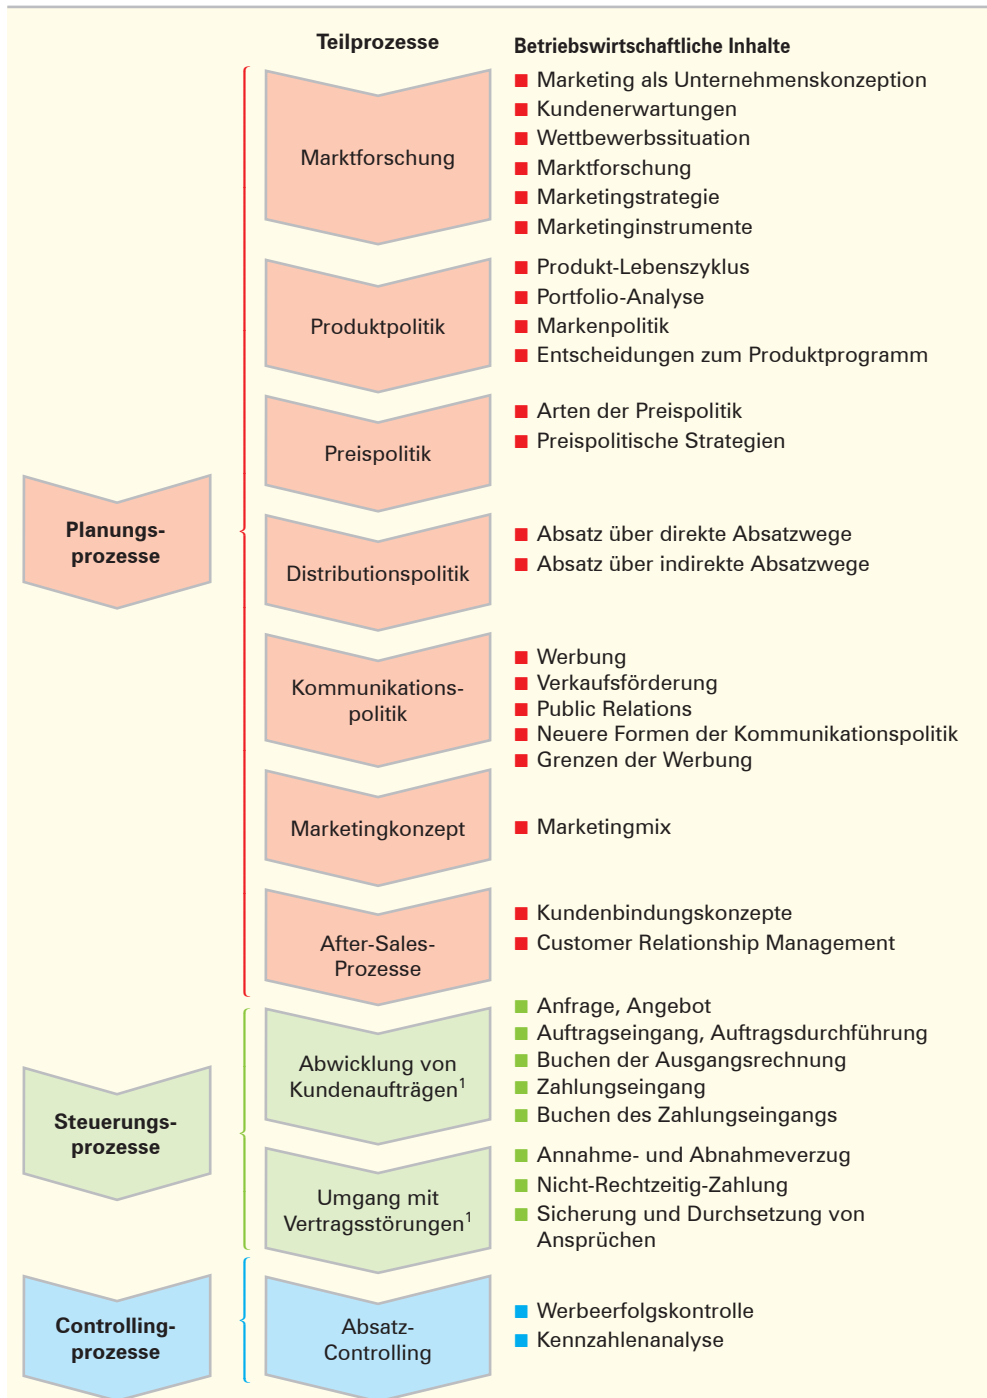 Teilprozesse
Betriebswirtschaftliche Inhalte
Marktforschung
■ Marketing als Unternehmenskonzeption
■ Kundenerwartungen
■ Wettbewerbssituation
■ Marktforschung
■ Marketingstrategie
■ Marketinginstrumente
Produktpolitik
■ Produkt-Lebenszyklus
■ Portfolio-Analyse
■ Markenpolitik
■ Entscheidungen zum Produktprogramm
Preispolitik
■ Arten der Preispolitik
■ Preispolitische Strategien
Planungs-
prozesse
Distributionspolitik
■ Absatz über direkte Absatzwege
■ Absatz über indirekte Absatzwege
Kommunikations-
politik
■ Werbung
■ Verkaufsförderung
■ Public Relations
■ Neuere Formen der Kommunikationspolitik
■ Grenzen der Werbung
Marketingkonzept
■ Marketingmix
After-Sales-
Prozesse
■ Kundenbindungskonzepte
■ Customer Relationship Management
Steuerungs-
prozesse
Abwicklung von
Kundenaufträgen¹
■ Anfrage, Angebot
■ Auftragseingang, Auftragsdurchführung
■ Buchen der Ausgangsrechnung
■ Zahlungseingang
■ Buchen des Zahlungseingangs
Umgang mit
Vertragsstörungen¹
■ Annahme- und Abnahmeverzug
■ Nicht-Rechtzeitig-Zahlung
■ Sicherung und Durchsetzung von
Ansprüchen
Controlling-
prozesse
Absatz-
Controlling
■ Werbeerfolgskontrolle
■ Kennzahlenanalyse